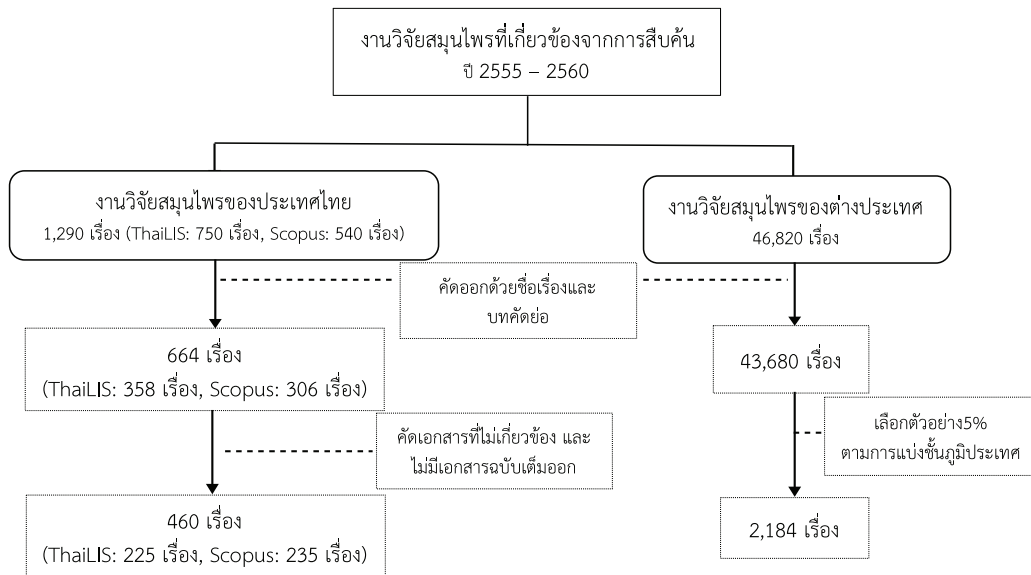 งานวิจัยสมุนไพรที่เกี่ยวข้องจากการสืบค้น
ปี 2555 – 2560
งานวิจัยสมุนไพรของประเทศไทย
1,290 เรื่อง (ThaiLIS: 750 เรื่อง, Scopus: 540 เรื่อง)
งานวิจัยสมุนไพรของต่างประเทศ
46,820 เรื่อง
คัดออกด้วยชื่อเรื่องและ
บทคัดย่อ
664 เรื่อง
(ThaiLIS: 358 เรื่อง, Scopus: 306 เรื่อง)
43,680 เรื่อง
คัดเอกสารที่ไม่เกี่ยวข้อง และ
ไม่มีเอกสารฉบับเต็มออก
เลือกตัวอย่าง5%
ตามการแบ่งชั้นภูมิประเทศ
460 เรื่อง
(ThaiLIS: 225 เรื่อง, Scopus: 235 เรื่อง)
2,184 เรื่อง